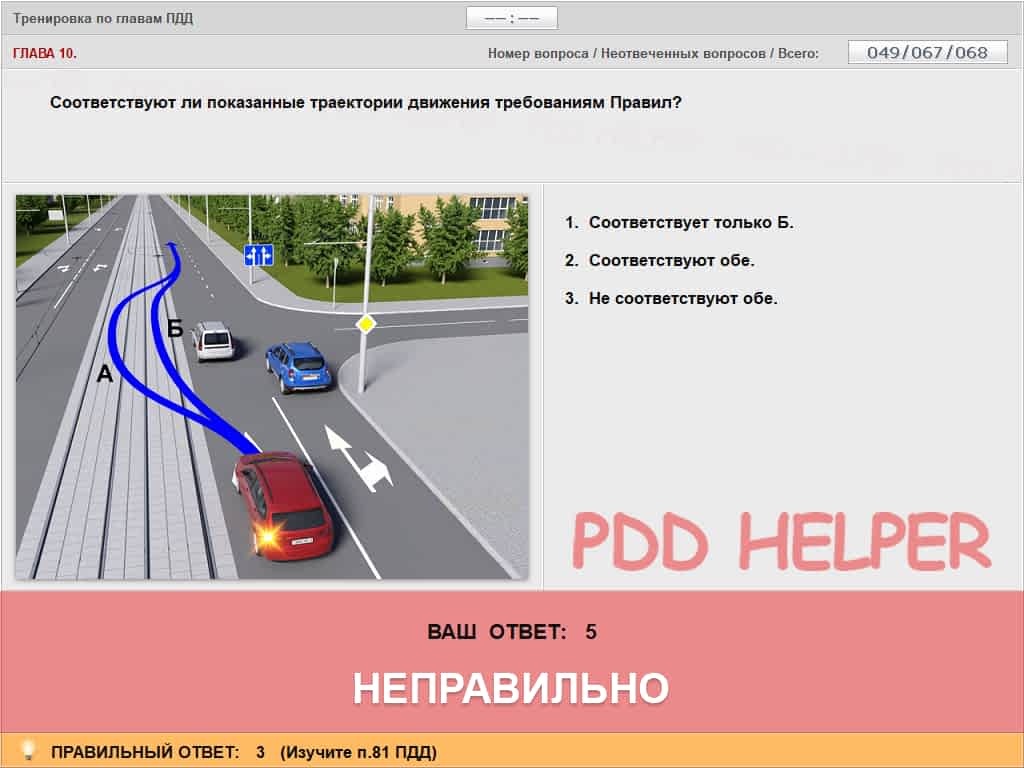 Тренировка по главам ПДД
—— : ——
ГЛАВА 10.
Номер вопроса / Неотвеченных вопросов / Всего:
049/067/068
Соответствуют ли показанные траектории движения требованиям Правил?
1. Соответствует только Б.
2. Соответствуют обе.
3. Не соответствуют обе.
Б
А
PDD HELPER
ВАШ ОТВЕТ: 5
НЕПРАВИЛЬНО
ПРАВИЛЬНЫЙ ОТВЕТ: 3 (Изучите п.81 ПДД)